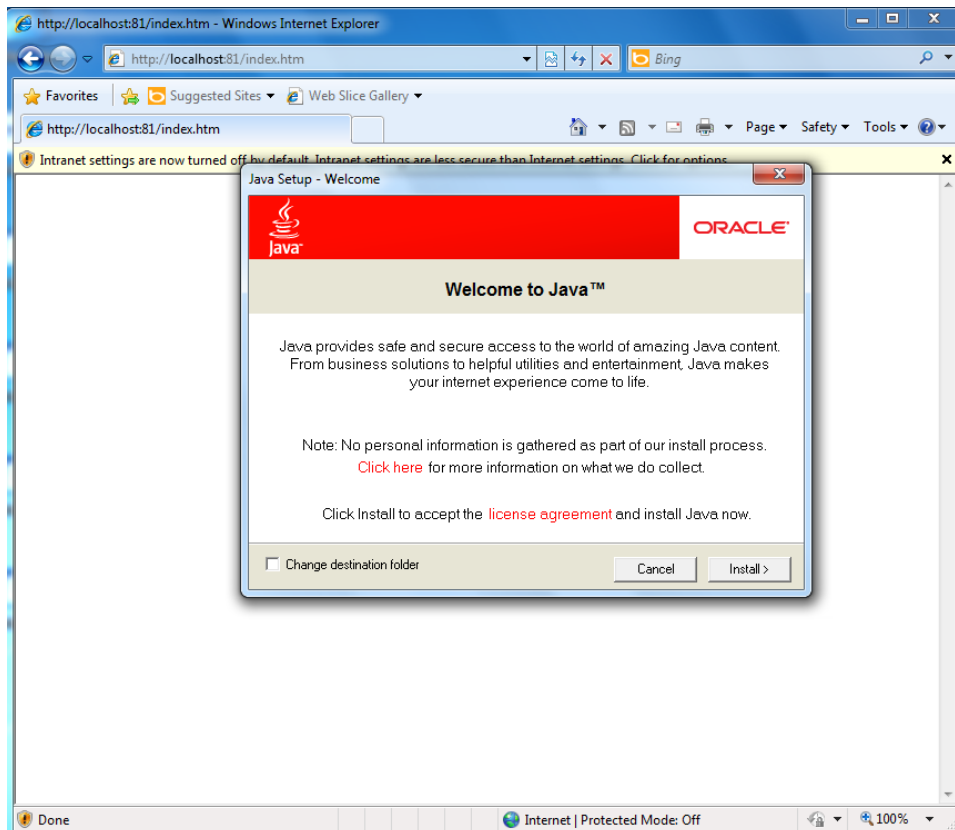 http://localhost:81/index.htm - Windows Internet Explorer
http://localhost:81/index.htm
Bing
Favorites Suggested Sites Web Slice Gallery
http://localhost:81/index.htm Page Safety Tools
Intranet settings are now turned off by default. Intranet settings are less secure than Internet settings. Click for options...
Java Setup - Welcome
Java™
ORACLE®
Welcome to Java™
Java provides safe and secure access to the world of amazing Java content.
From business solutions to helpful utilities and entertainment, Java makes
your internet experience come to life.
Note: No personal information is gathered as part of our install process.
Click here for more information on what we do collect.
Click Install to accept the license agreement and install Java now.
Change destination folder Cancel Install >
Done Internet | Protected Mode: Off 100%